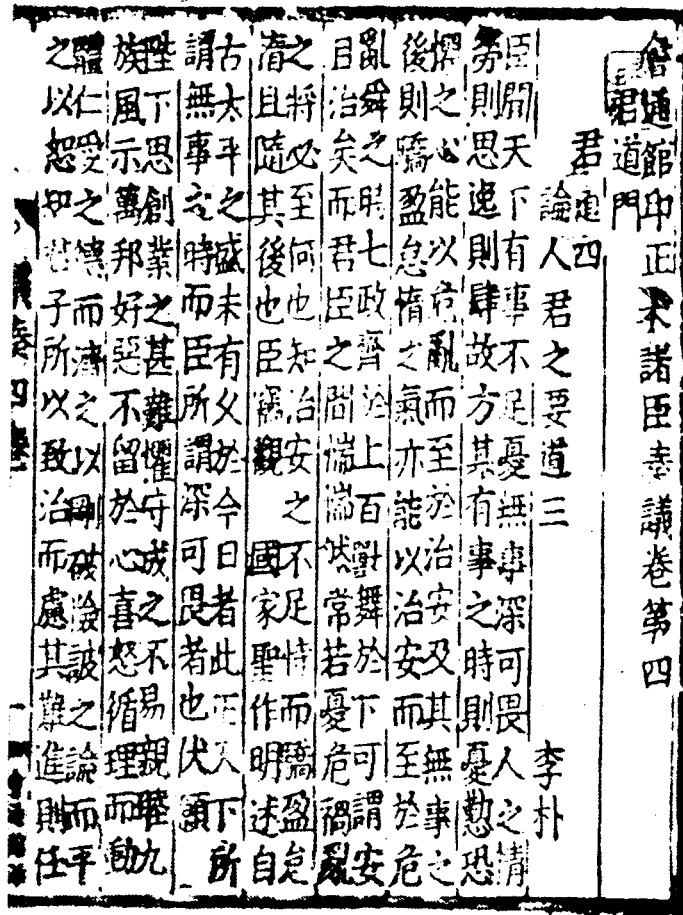 會通館印正宋諸臣奏議卷第四
君道門
君道四
論人君之要道三 李朴
臣聞天下有事不足憂無事深可畏人之情
勞則思逸則肆故方其有事之時則憂懃恐
懼之心能以危亂而至於治安及其無事之
後則驕盈怠惰之氣亦能以治安而至於危
亂舜之時七政齊於上百獸舞於下可謂安
且治矣而君臣之間惴惴然常若憂危禍亂
之將必至何也知治安之不足恃而驕盈怠
惰且隨其後也臣竊觀 國家聖作明述自
古太平之盛未有久於今日者此正天下所
謂無事之時而臣所謂深可畏者也伏願
陛下思創業之甚難懼守成之不易親睦九
族風示萬邦好惡不留於心喜怒循理而動
體仁愛之德而濟之以剛破詖之論而平
之以恕知君子所以致治而慮其難進則任
議奏四卷